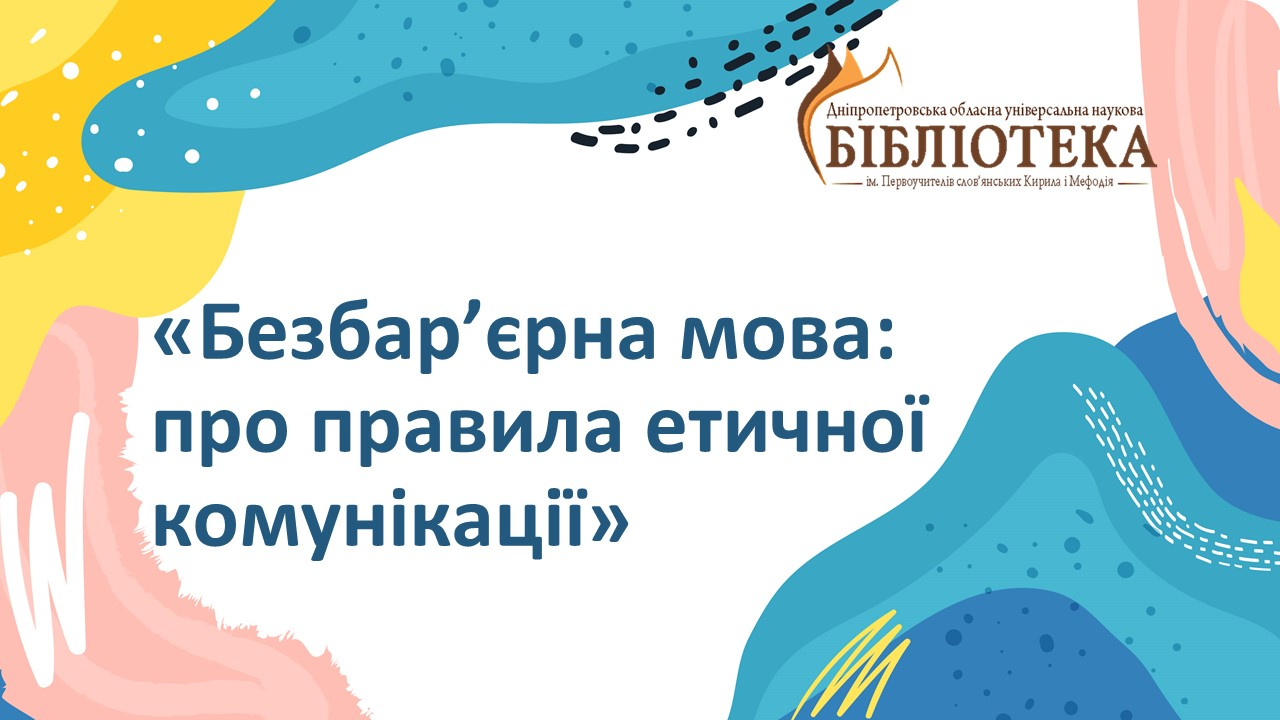 Дніпропетровська обласна універсальна наукова
БІБЛІОТЕКА
ім. Первоучителів слов'янських Кирила і Мефодія
«Безбар’єрна мова:
про правила етичної
комунікації»